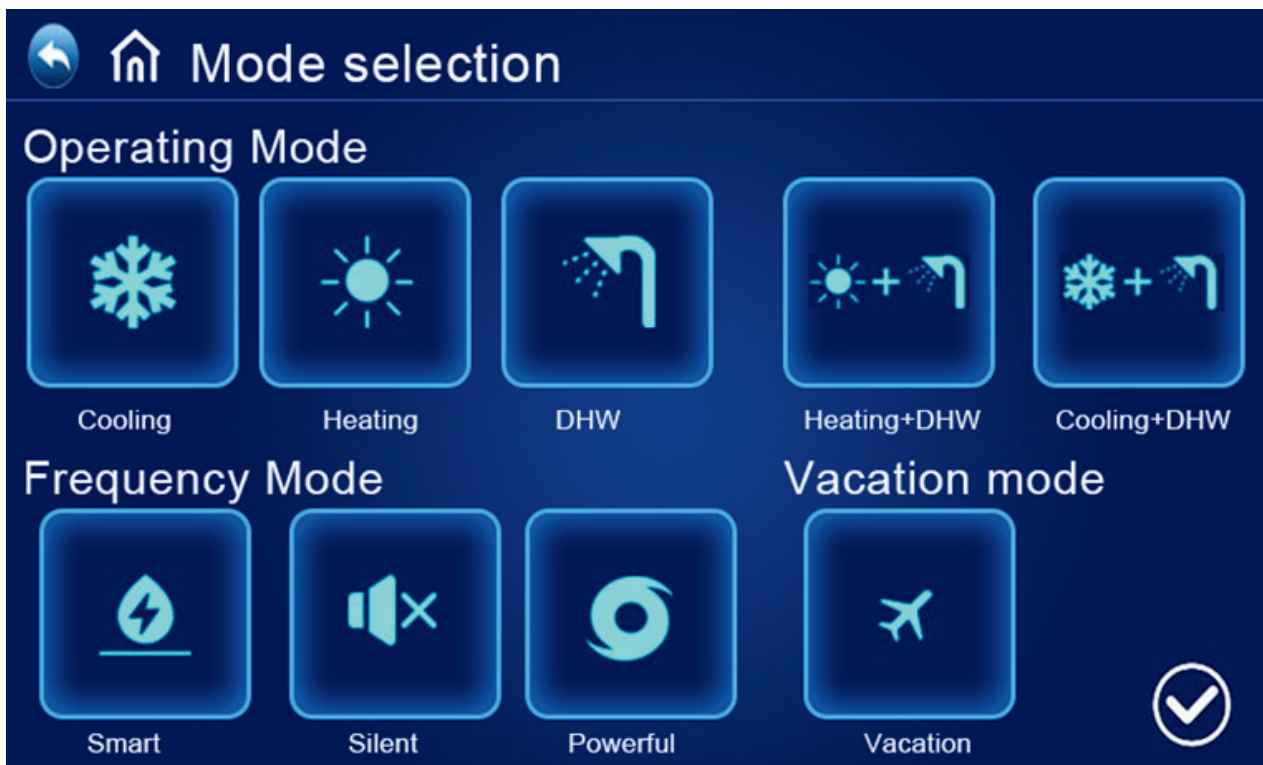 Mode selection
Operating Mode
Cooling Heating DHW Heating+DHW Cooling+DHW
Frequency Mode Vacation mode
Smart Silent Powerful Vacation